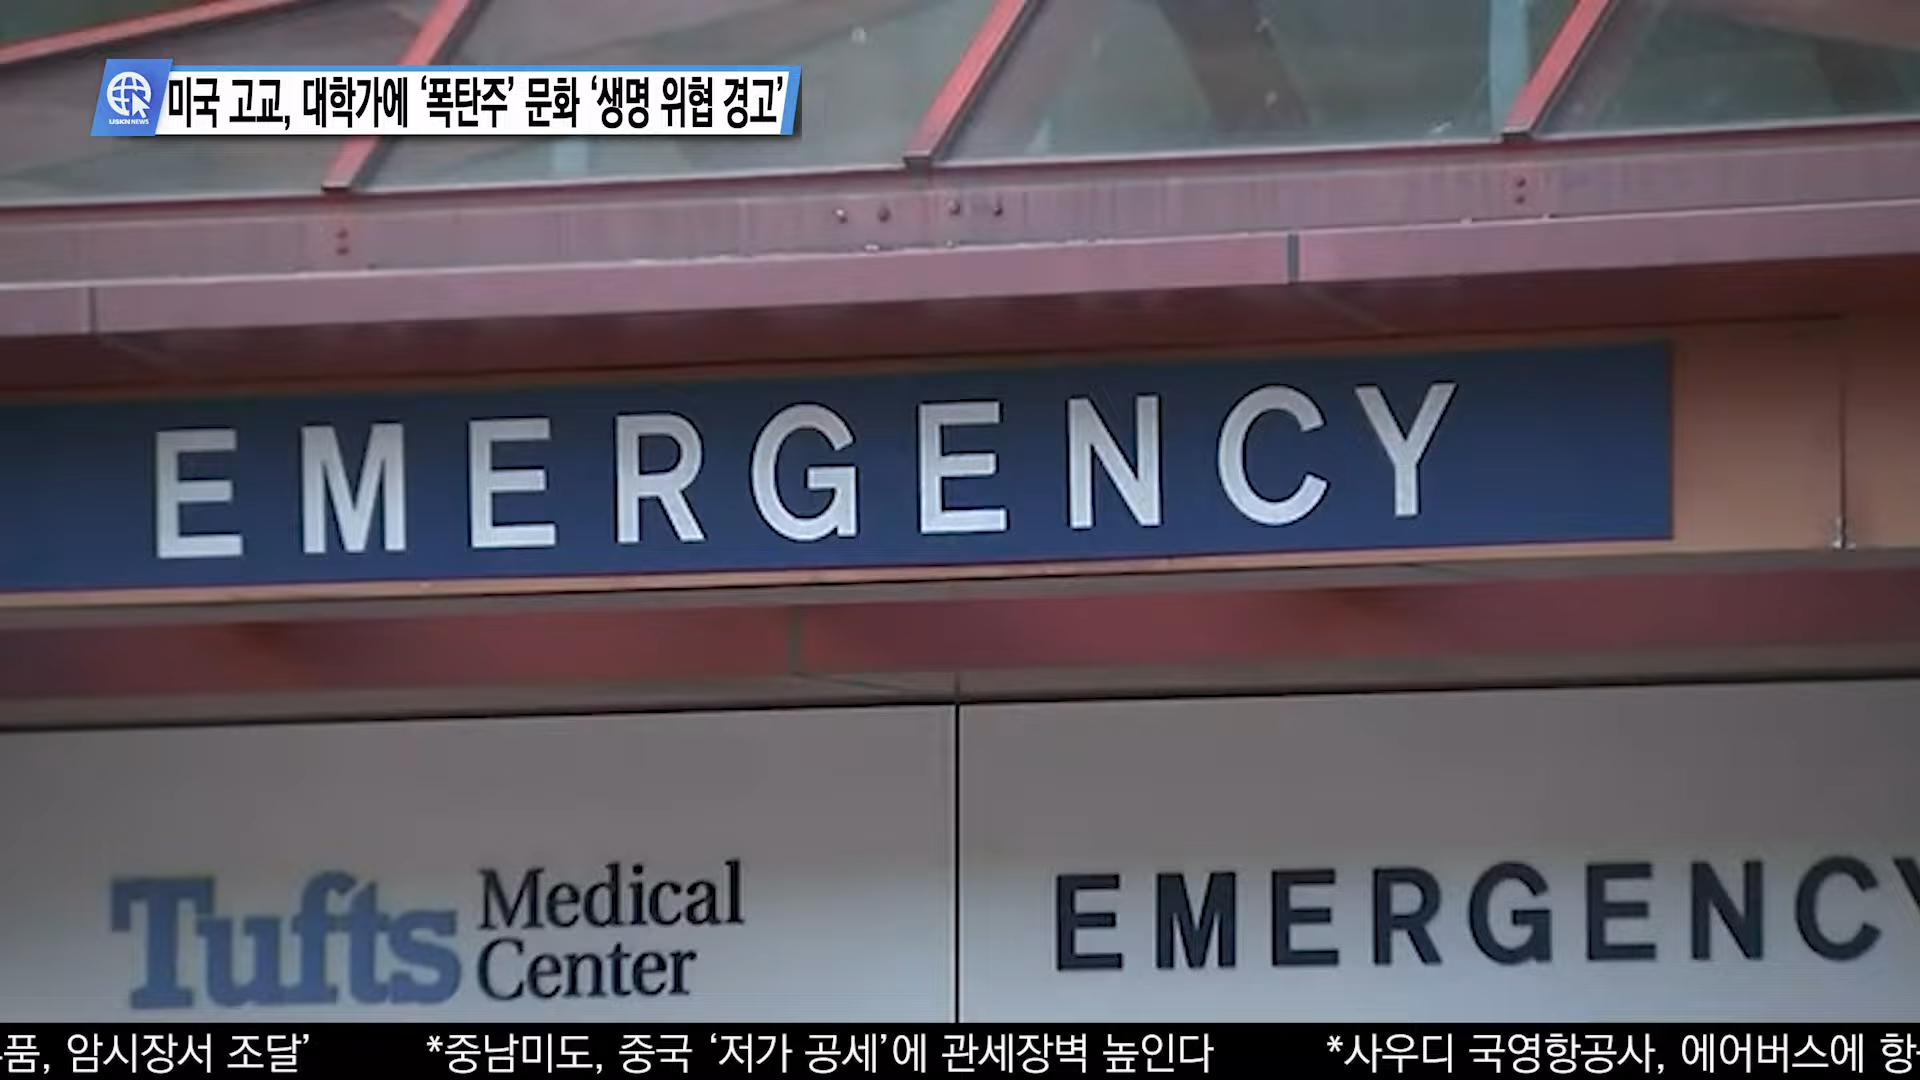 미국 고교, 대학가에 ‘폭탄주’ 문화 ‘생명 위협 경고’
USKN NEWS
EMERGENCY
Tufts Medical Center
EMERGENCY
품, 암시장서 조달’ *중남미도, 중국 ‘저가 공세’에 관세장벽 높인다 *사우디 국영항공사, 에어버스에 항